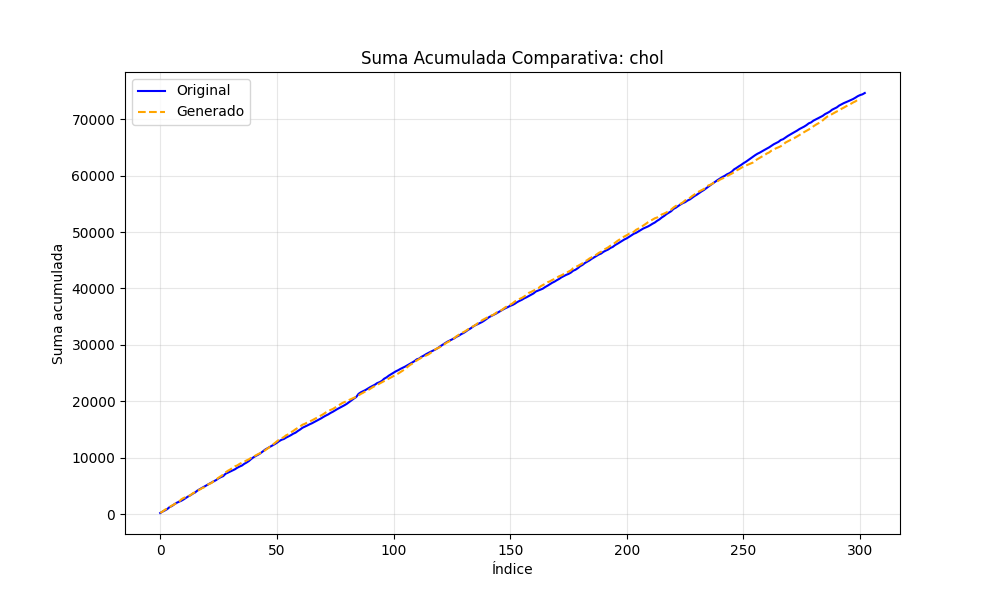 Suma Acumulada Comparativa: chol
Original
Generado
Suma acumulada
70000
60000
50000
40000
30000
20000
10000
0
0 50 100 150 200 250 300
Índice